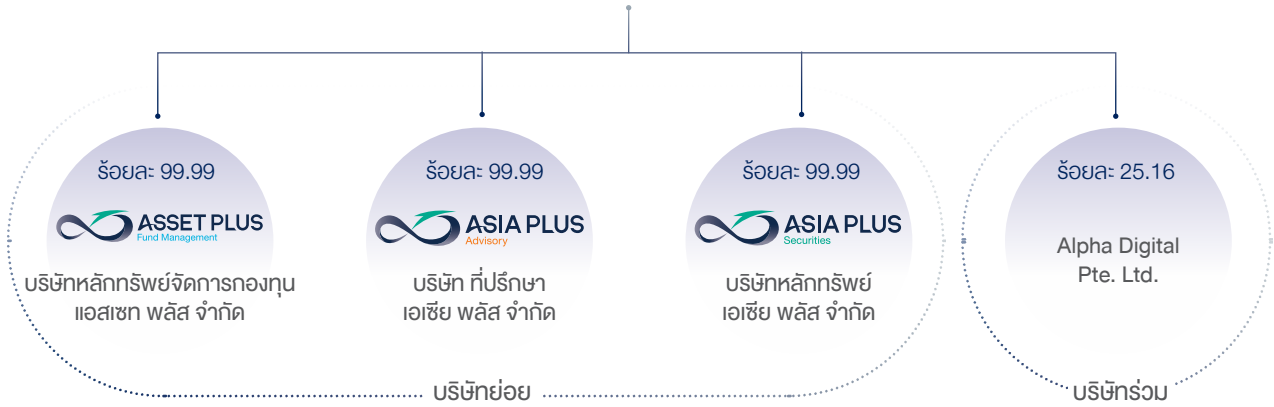 ร้อยละ 99.99
ASSET PLUS
Fund Management
บริษัทหลักทรัพย์จัดการกองทุน
แอสเซท พลัส จำกัด
ร้อยละ 99.99
ASIA PLUS
Advisory
บริษัท ที่ปรึกษา
เอเซีย พลัส จำกัด
ร้อยละ 99.99
ASIA PLUS
Securities
บริษัทหลักทรัพย์
เอเซีย พลัส จำกัด
ร้อยละ 25.16
Alpha Digital
Pte. Ltd.
บริษัทย่อย
บริษัทร่วม